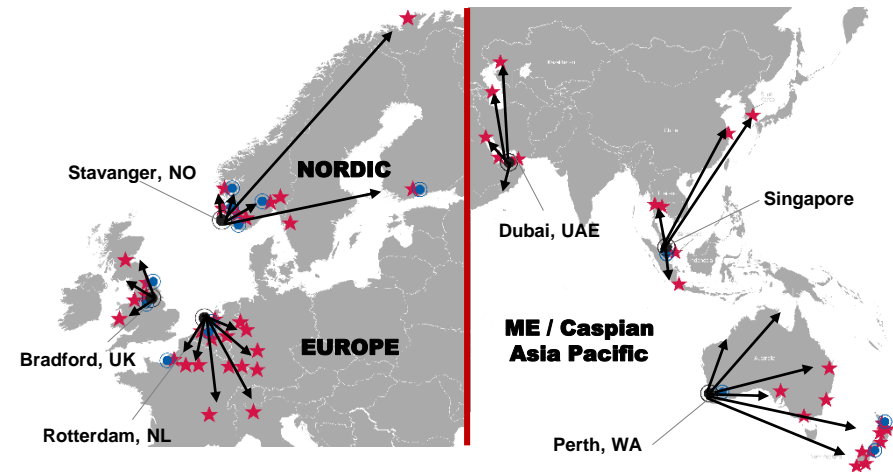 Stavanger, NO
NORDIC
Bradford, UK
EUROPE
Rotterdam, NL
Dubai, UAE
Singapore
ME / Caspian
Asia Pacific
Perth, WA